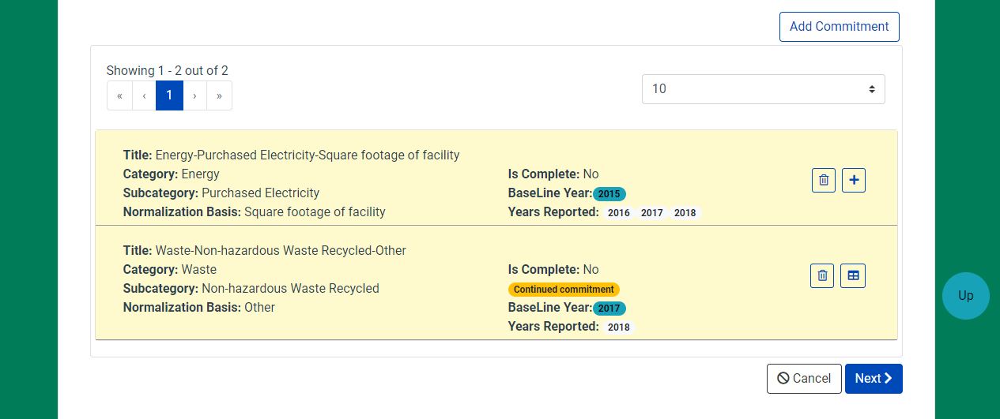 Add Commitment
Showing 1 - 2 out of 2
« ‹ 1 › »
10
Title: Energy-Purchased Electricity-Square footage of facility
Category: Energy
Is Complete: No
Subcategory: Purchased Electricity
BaseLine Year: 2015
Normalization Basis: Square footage of facility
Years Reported: 2016 2017 2018
Title: Waste-Non-hazardous Waste Recycled-Other
Category: Waste
Is Complete: No
Subcategory: Non-hazardous Waste Recycled
Continued commitment
Normalization Basis: Other
BaseLine Year: 2017
Years Reported: 2018
Up
Cancel
Next